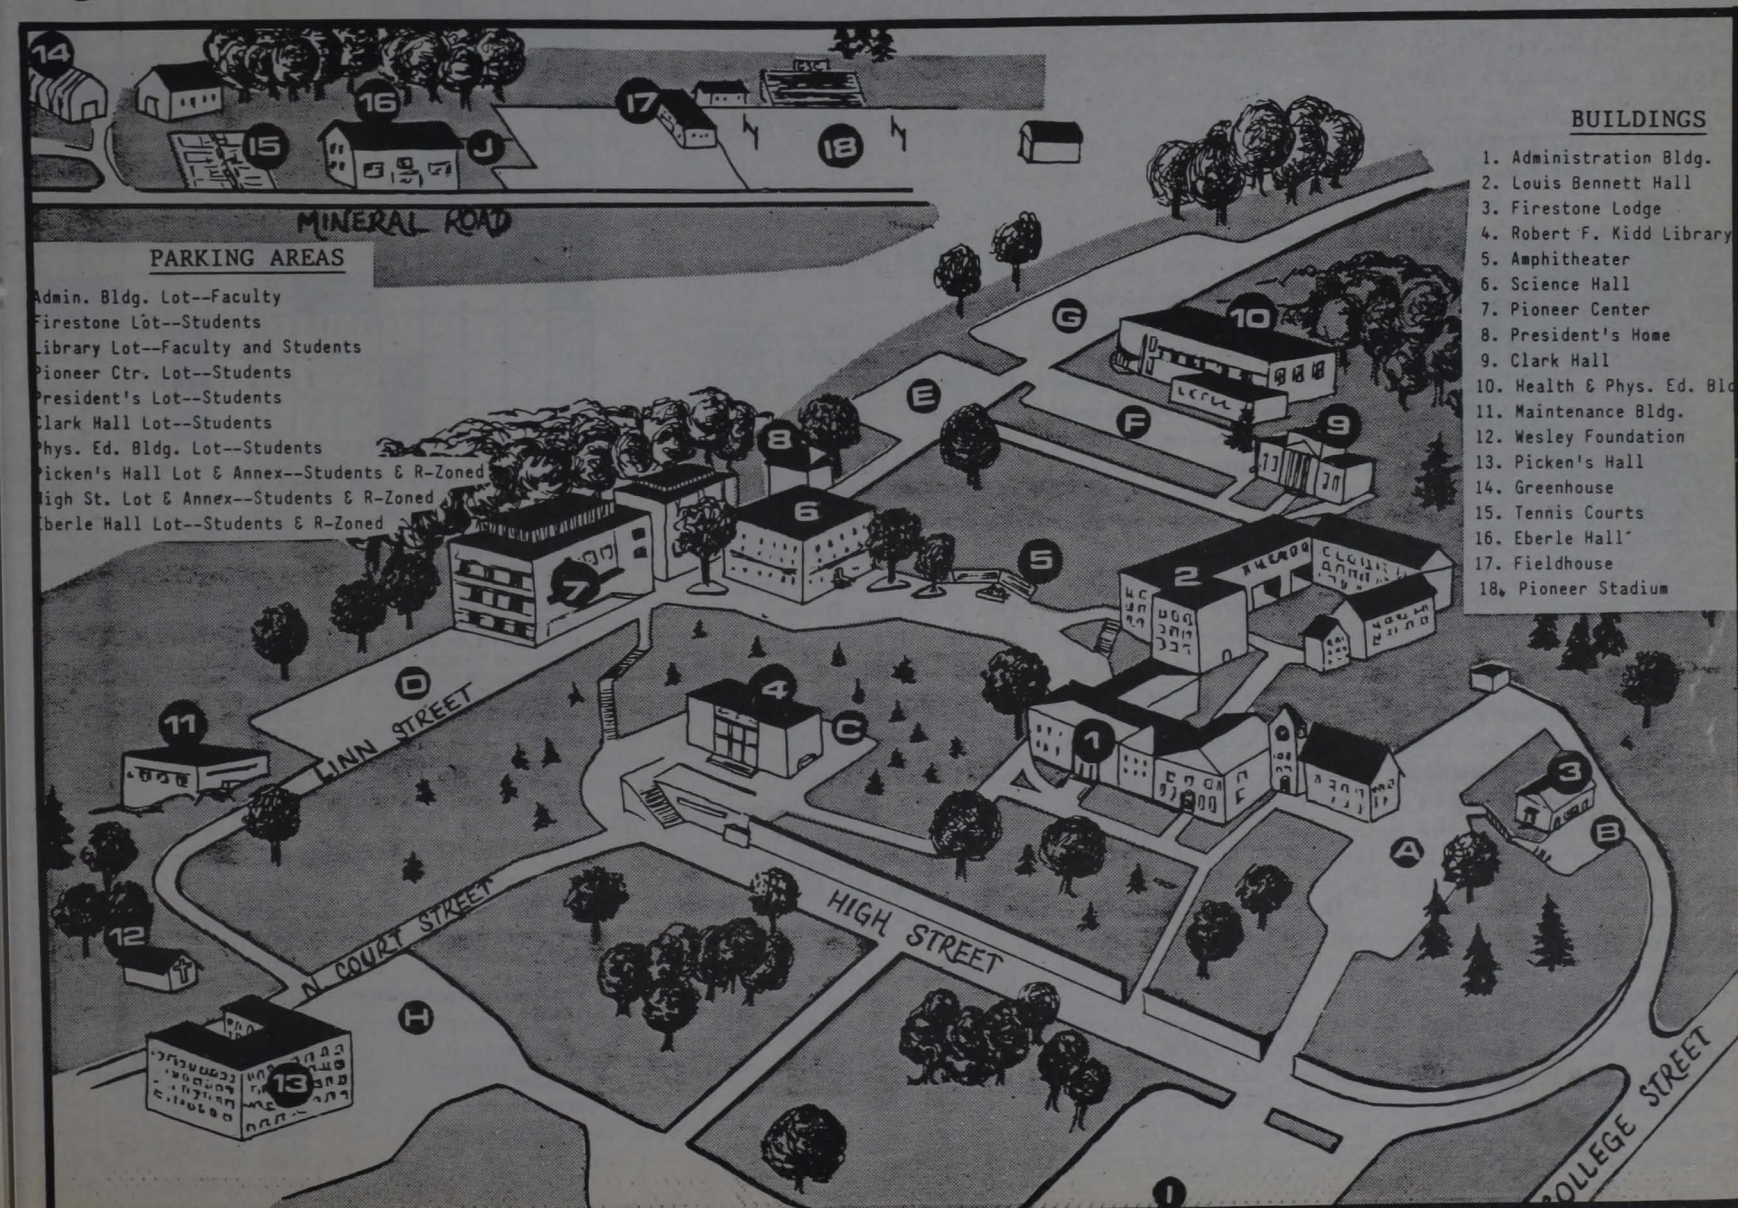 14
16
17
15
J
18
GSC
MINERAL ROAD
PARKING AREAS
Admin. Bldg. Lot--Faculty
Firestone Lot--Students
Library Lot--Faculty and Students
Pioneer Ctr. Lot--Students
President's Lot--Students
Clark Hall Lot--Students
Phys. Ed. Bldg. Lot--Students
Picken's Hall Lot & Annex--Students & R-Zoned
High St. Lot & Annex--Students & R-Zoned
Eberle Hall Lot--Students & R-Zoned
BUILDINGS
1. Administration Bldg.
2. Louis Bennett Hall
3. Firestone Lodge
4. Robert F. Kidd Library
5. Amphitheater
6. Science Hall
7. Pioneer Center
8. President's Home
9. Clark Hall
10. Health & Phys. Ed. Bld
11. Maintenance Bldg.
12. Wesley Foundation
13. Picken's Hall
14. Greenhouse
15. Tennis Courts
16. Eberle Hall
17. Fieldhouse
18. Pioneer Stadium
G
10
E
F
9
8
6
5
2
7
D
LINN STREET
11
4
C
1
3
B
A
N COURT STREET
HIGH STREET
12
H
13
COLLEGE STREET
I